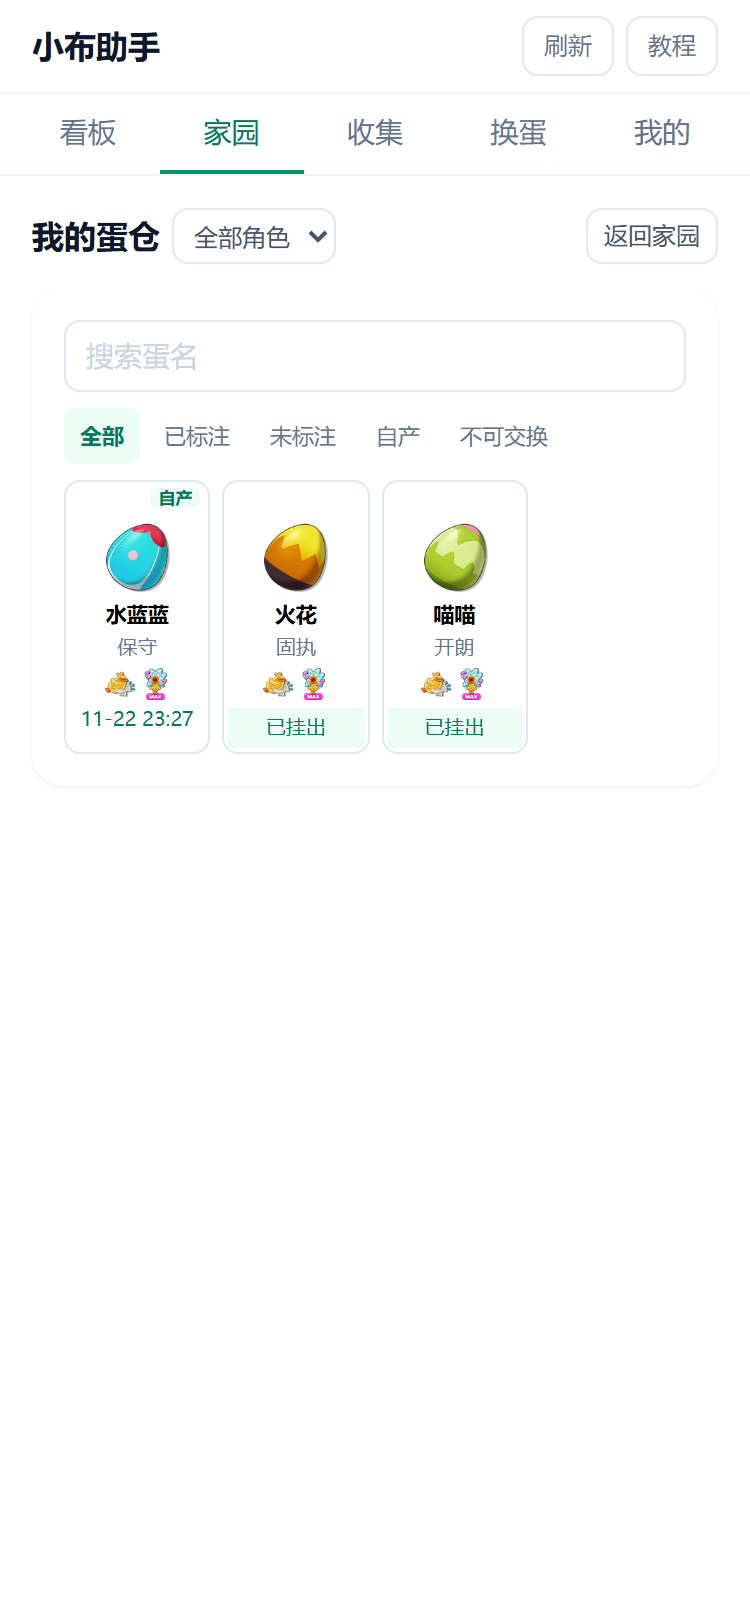 小布助手
刷新 教程
看板 家园 收集 换蛋 我的
我的蛋仓 全部角色 返回家园
搜索蛋名
全部 已标注 未标注 自产 不可交换
自产
水蓝蓝 火花 喵喵
保守 固执 开朗
MAX MAX MAX
11-22 23:27 已挂出 已挂出